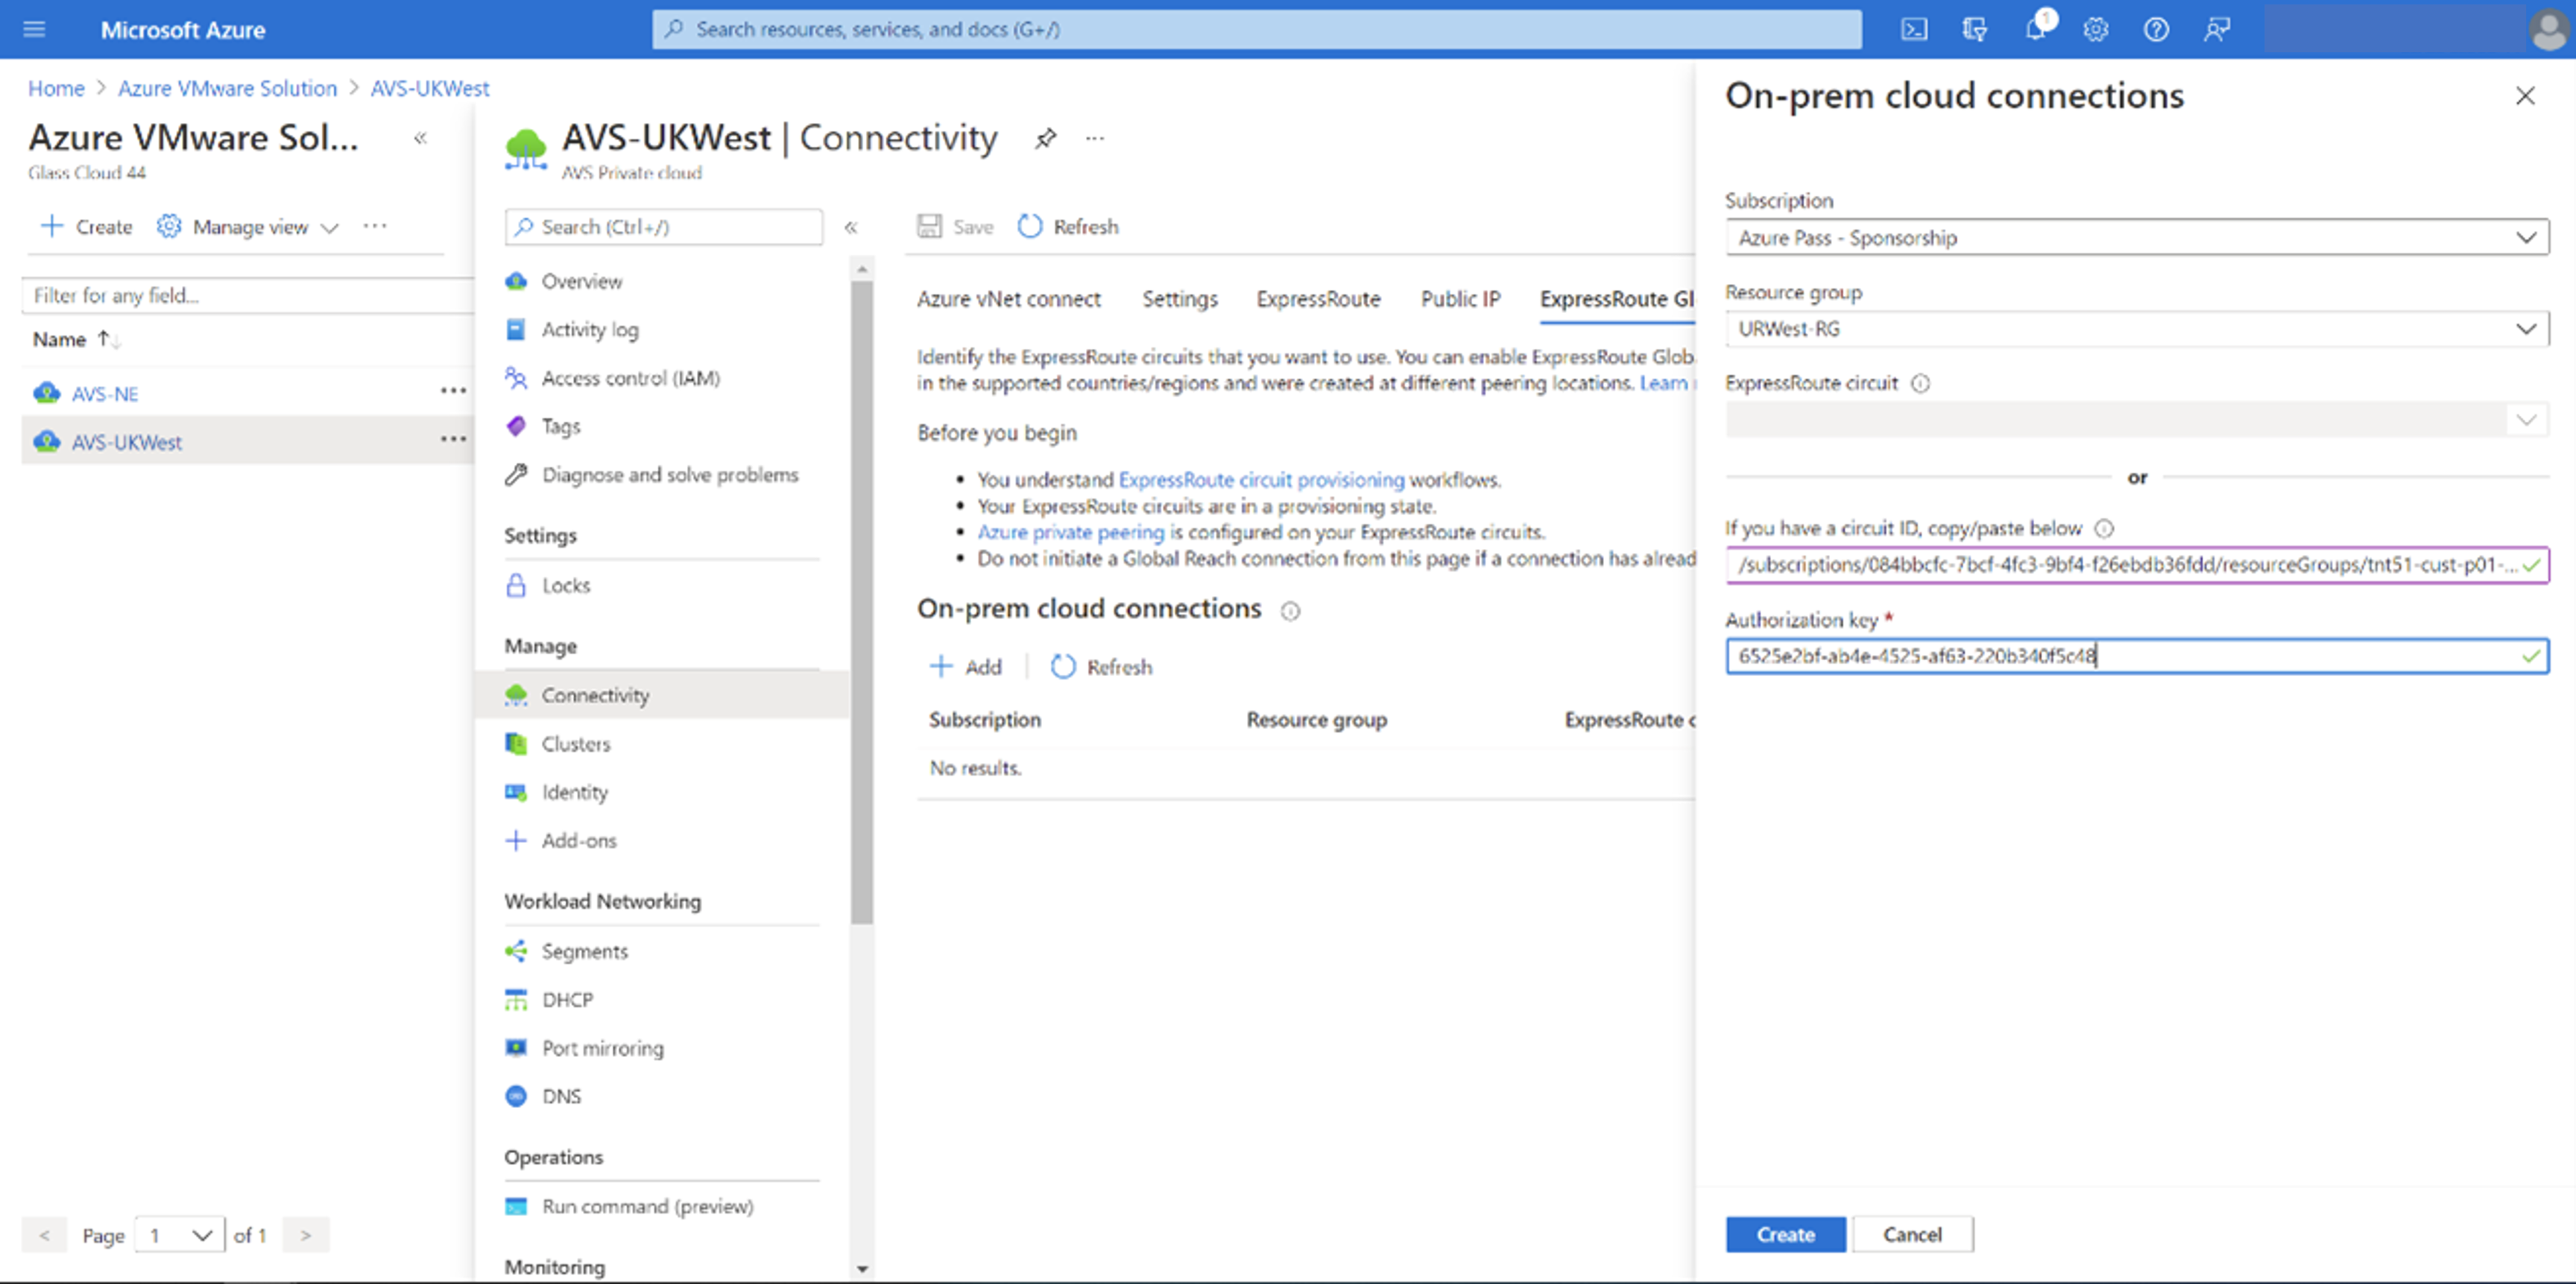 Microsoft Azure
Search resources, services, and docs (G+/)
1
Home > Azure VMware Solution > AVS-UKWest
Azure VMware Sol... «
Glass Cloud 44
+ Create Manage view ...
Filter for any field...
Name ↑↓
AVS-NE ...
AVS-UKWest ...
< Page 1 of 1 >
AVS-UKWest | Connectivity ...
AVS Private cloud
Search (Ctrl+/) «
Overview
Activity log
Access control (IAM)
Tags
Diagnose and solve problems
Settings
Locks
Manage
Connectivity
Clusters
Identity
Add-ons
Workload Networking
Segments
DHCP
Port mirroring
DNS
Operations
Run command (preview)
Monitoring
Save Refresh
Azure vNet connect Settings ExpressRoute Public IP ExpressRoute Gl
Identify the ExpressRoute circuits that you want to use. You can enable ExpressRoute Glob
in the supported countries/regions and were created at different peering locations. Learn
Before you begin
• You understand ExpressRoute circuit provisioning workflows.
• Your ExpressRoute circuits are in a provisioning state.
• Azure private peering is configured on your ExpressRoute circuits.
• Do not initiate a Global Reach connection from this page if a connection has alread
On-prem cloud connections
+ Add | Refresh
Subscription Resource group ExpressRoute c
No results.
On-prem cloud connections
Subscription
Azure Pass - Sponsorship
Resource group
URWest-RG
ExpressRoute circuit
or
If you have a circuit ID, copy/paste below
/subscriptions/084bbcfc-7bcf-4fc3-9bf4-f26ebdb36fdd/resourceGroups/tnt51-cust-p01-...
Authorization key *
6525e2bf-ab4e-4525-af63-220b340f5c48
Create Cancel